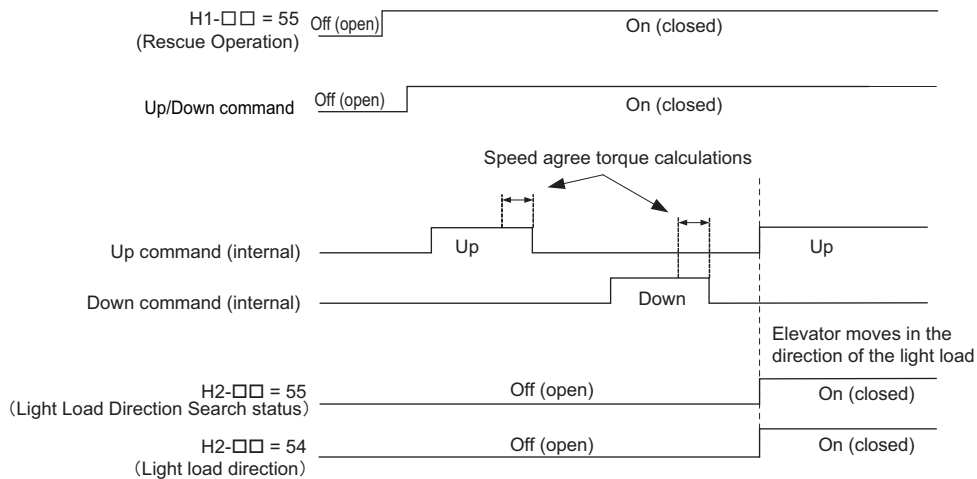 H1-□□ = 55
(Rescue Operation)
Off (open)
On (closed)
Up/Down command
Off (open)
On (closed)
Speed agree torque calculations
Up command (internal)
Up
Up
Down command (internal)
Down
Elevator moves in the
direction of the light load
H2-□□ = 55
（Light Load Direction Search status）
Off (open)
On (closed)
H2-□□ = 54
（Light load direction）
Off (open)
On (closed)